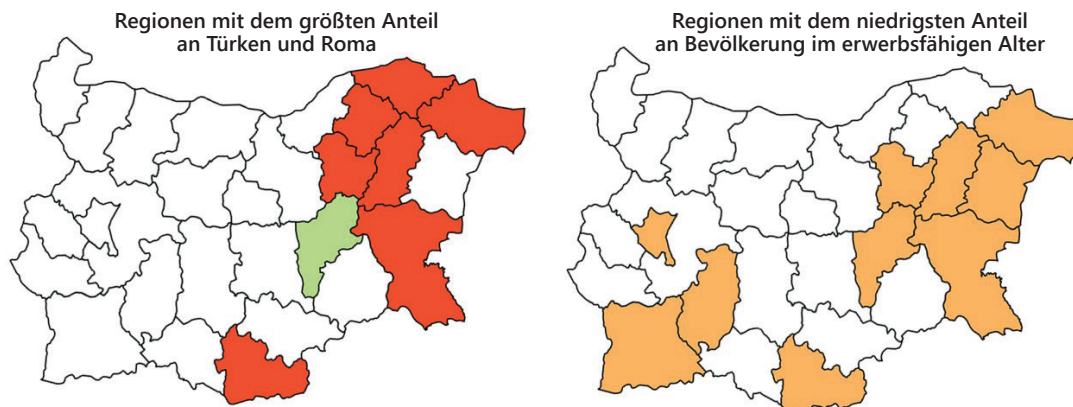 Regionen mit dem größten Anteil
an Türken und Roma
Regionen mit dem niedrigsten Anteil
an Bevölkerung im erwerbsfähigen Alter